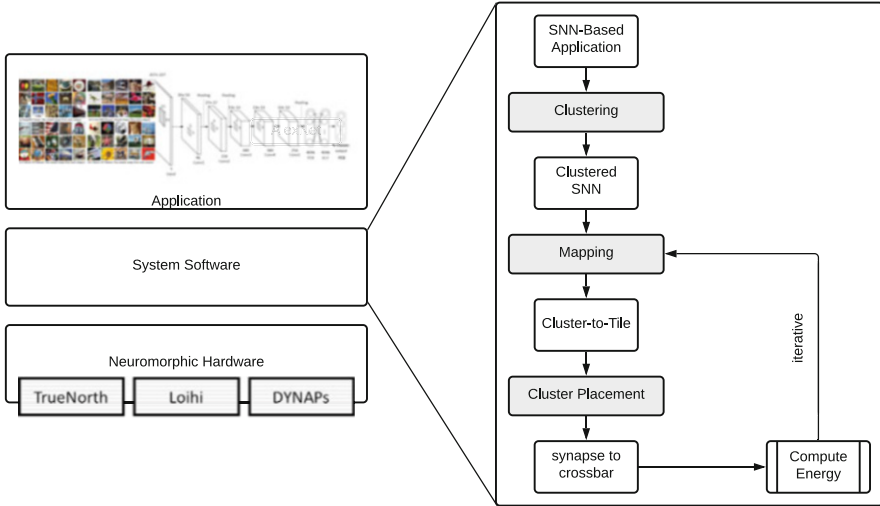 Application
System Software
Neuromorphic Hardware
TrueNorth
Loihi
DYNAPs
SNN-Based
Application
Clustering
Clustered
SNN
Mapping
Cluster-to-Tile
Cluster Placement
synapse to
crossbar
Compute
Energy
iterative